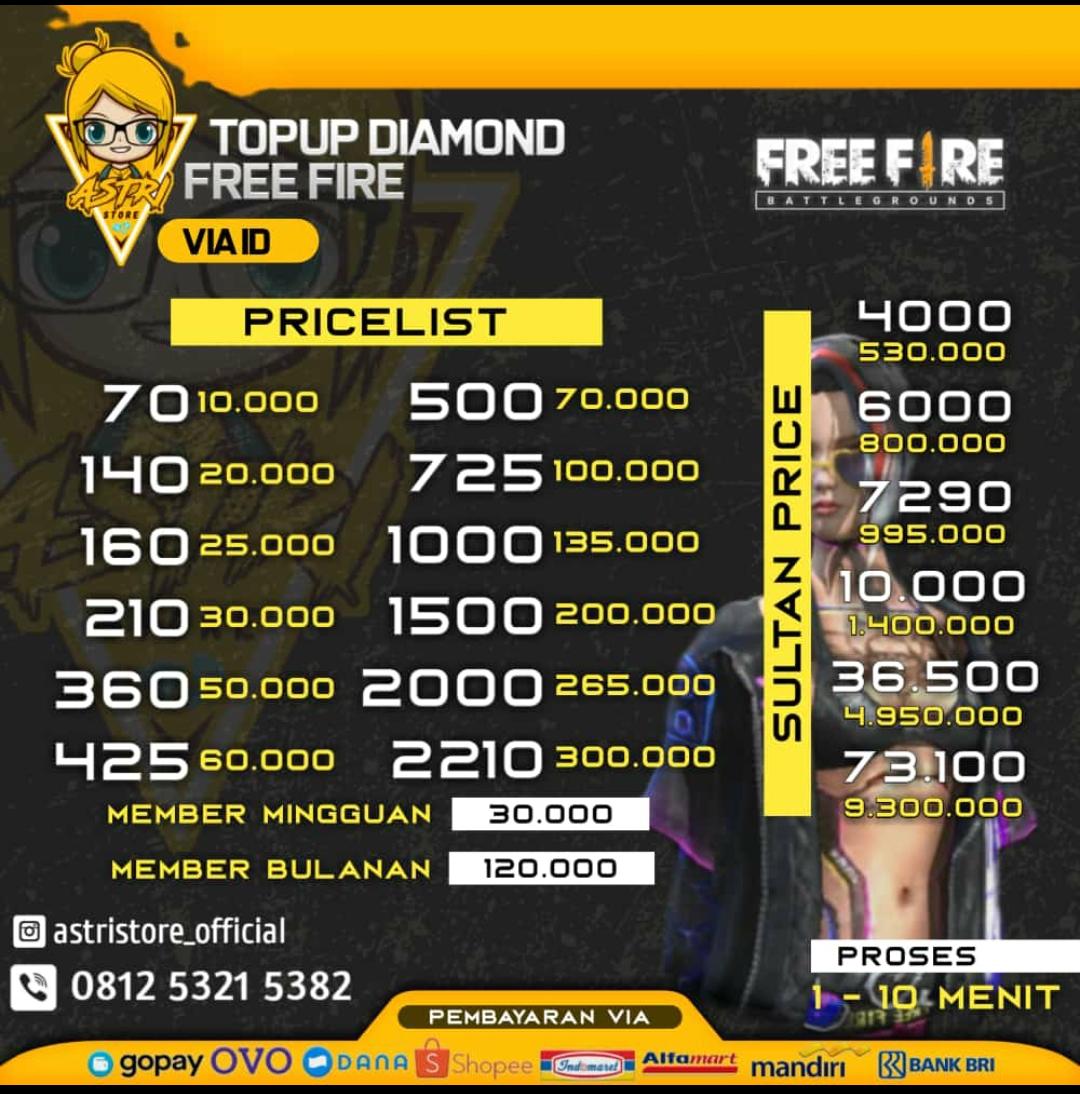 ASTRI
STORE
TOPUP DIAMOND
FREE FIRE
VIA ID
FREE FIRE
BATTLEGROUNDS
PRICELIST
70 10.000
140 20.000
160 25.000
210 30.000
360 50.000
425 60.000
500 70.000
725 100.000
1000 135.000
1500 200.000
2000 265.000
2210 300.000
MEMBER MINGGUAN 30.000
MEMBER BULANAN 120.000
SULTAN PRICE
4000
530.000
6000
800.000
7290
995.000
10.000
1.400.000
36.500
4.950.000
73.100
9.300.000
astristore_official
0812 5321 5382
PROSES
1 - 10 MENIT
PEMBAYARAN VIA
gopay OVO DANA Shopee Indomaret Alfamart mandiri BANK BRI